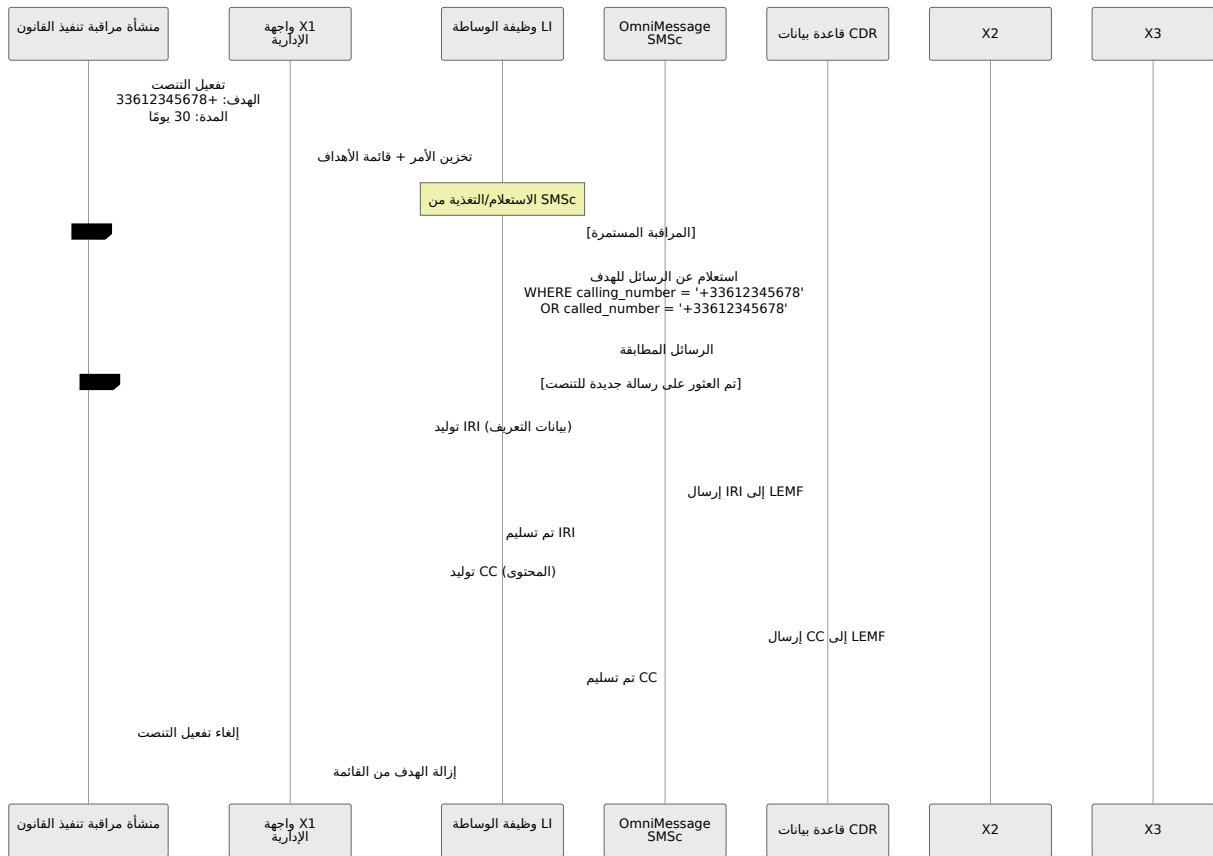 منشأة مراقبة تنفيذ القانون
واجهة X1
الإدارية
وظيفة الوساطة LI
OmniMessage
SMSc
قاعدة بيانات CDR
X2
X3
تفعيل التنصت
الهدف: +33612345678
المدة: 30 يومًا
تخزين الأمر + قائمة الأهداف
الاستعلام/التغذية من SMSc
[المراقبة المستمرة]
استعلام عن الرسائل للهدف
WHERE calling_number = '+33612345678'
OR called_number = '+33612345678'
الرسائل المطابقة
[تم العثور على رسالة جديدة للتنصت]
توليد IRI (بيانات التعريف)
إرسال IRI إلى LEMF
تم تسليم IRI
توليد CC (المحتوى)
إرسال CC إلى LEMF
تم تسليم CC
إلغاء تفعيل التنصت
إزالة الهدف من القائمة
منشأة مراقبة تنفيذ القانون
واجهة X1
الإدارية
وظيفة الوساطة LI
OmniMessage
SMSc
قاعدة بيانات CDR
X2
X3